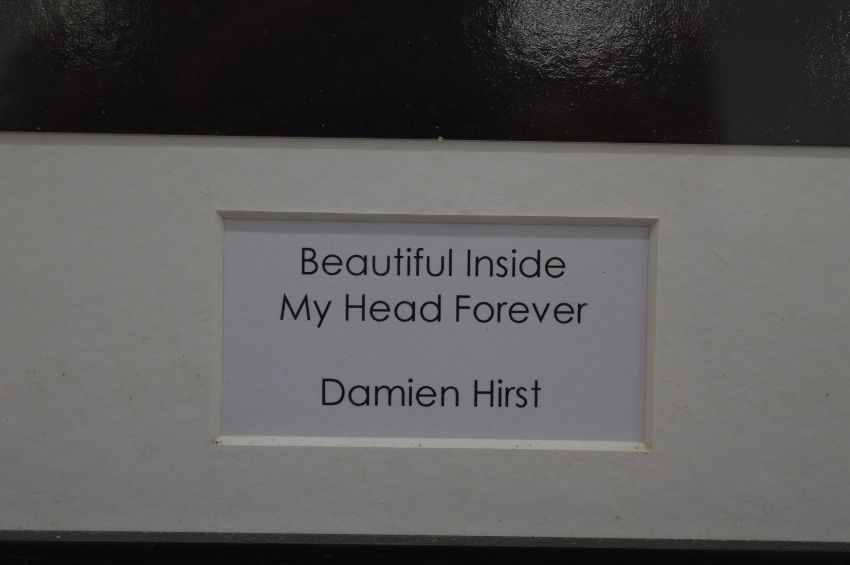 Beautiful Inside
My Head Forever
Damien Hirst